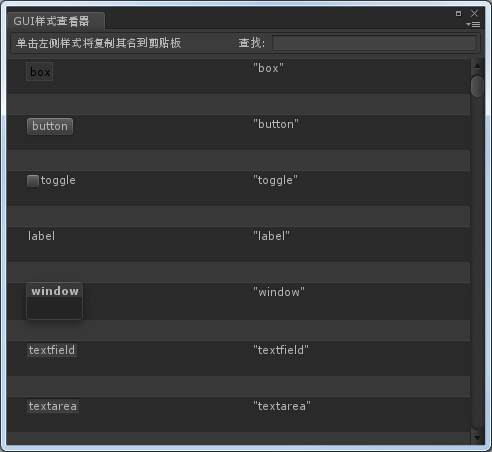 GUI样式查看器
单击左侧样式将复制其名到剪贴板 查找:
box "box"
button "button"
toggle "toggle"
label "label"
window "window"
textfield "textfield"
textarea "textarea"